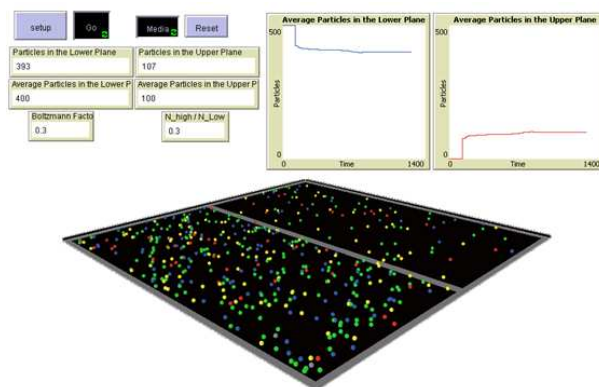 setup
Go
Media
Reset
Particles in the Lower Plane
393
Particles in the Upper Plane
107
Average Particles in the Lower P
400
Average Particles in the Upper P
100
Boltzmann Facto
0.3
N_high / N_Low
0.3
Average Particles in the Lower Plane
500
Particles
0
0
Time
1400
Average Particles in the Upper Plane
500
Particles
0
0
Time
1400